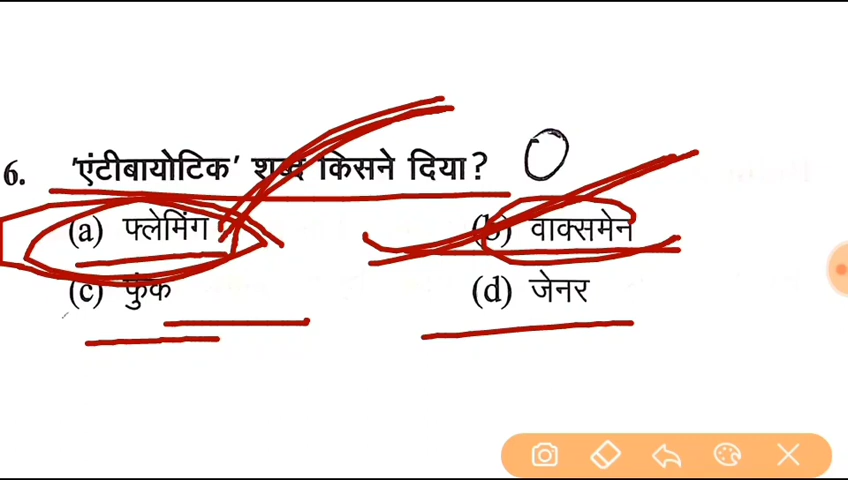 6. 'एंटीबायोटिक' शब्द किसने दिया?
(a) फ्लेमिंग (b) वाक्समेन
(c) फुंक (d) जेनर